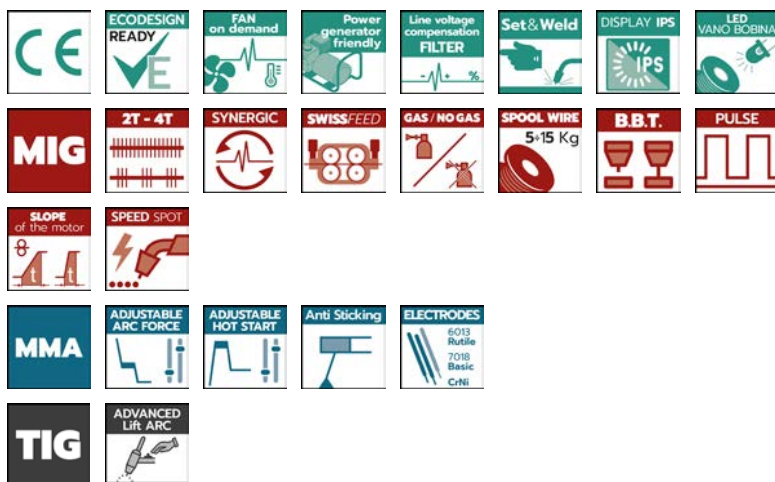 CE
ECODESIGN
READY
E
FAN
on demand
Power
generator
friendly
Line voltage
compensation
FILTER
- + %
Set&Weld
DISPLAY IPS
IPS
LED
VANO BOBINA
MIG
2T - 4T
SYNERGIC
SWISSFEED
GAS / NO GAS
SPOOL WIRE
5÷15 Kg
B.B.T.
PULSE
SLOPE
of the motor
t t
SPEED SPOT
MMA
ADJUSTABLE
ARC FORCE
ADJUSTABLE
HOT START
Anti Sticking
ELECTRODES
6013
Rutile
7018
Basic
CrNi
TIG
ADVANCED
Lift ARC